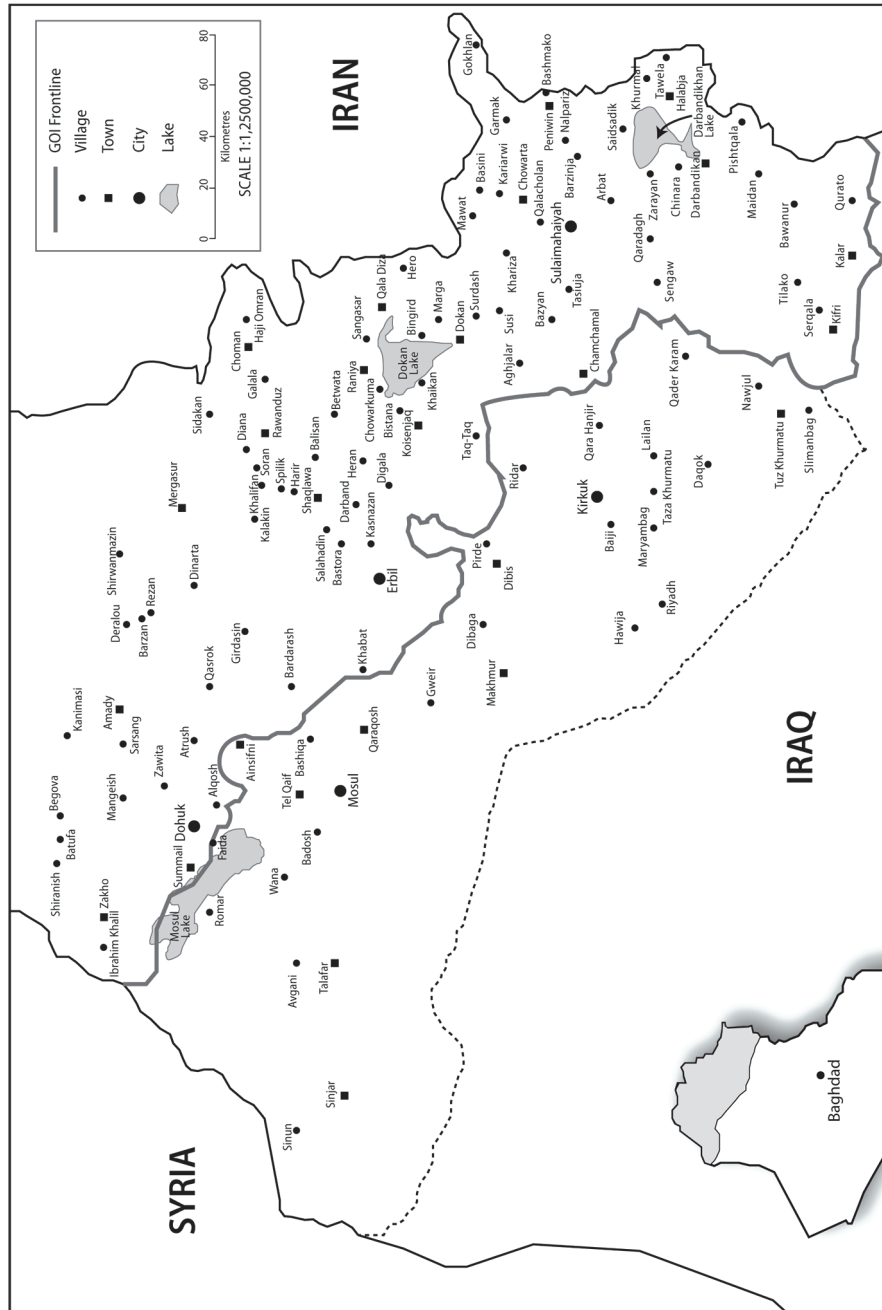 GOI Frontline
Village
Town
City
Lake
0
20
40
60
80
Kilometres
SCALE 1:1,2500,000
SYRIA
IRAN
IRAQ
Shiranish
Batufa
Begova
Kanimasi
Ibrahim Khalil
Zakho
Mangeish
Sarsang
Amady
Deralou
Barzan
Rezan
Shirwanmazin
Zawita
Atrush
Dinarta
Mergasur
Sidakan
Summail
Dohuk
Faida
Alqosh
Qasrok
Mosul
Lake
Romar
Ainsifni
Girdasin
Bardarash
Wana
Tel Qaif
Badosh
Bashiqa
Mosul
Qaraqosh
Khabat
Gweir
Avgani
Talafar
Sinun
Sinjar
Makhmur
Dibaga
Diana
Soran
Khalifan
Kalakin
Spilik
Harir
Shaqlawa
Balisan
Rawanduz
Galala
Choman
Haji Omran
Salahadin
Bastora
Darband
Kasnazan
Heran
Digala
Betwata
Erbil
Chowarkuma
Bistana
Koisenjaq
Raniya
Sangasar
Qala Diza
Hero
Dokan
Lake
Khaikan
Bingird
Marga
Dokan
Surdash
Taq-Taq
Ridar
Pirde
Dibis
Aghjalar
Susi
Khariza
Mawat
Basini
Kariarwi
Chowarta
Garmak
Gokhlan
Bashmako
Peniwin
Nalpariz
Barzinja
Qalacholan
Sulaimahaiyah
Bazyan
Tasiuja
Chamchamal
Arbat
Saidsadik
Khurmal
Tawela
Halabja
Darbandikhan
Lake
Zarayan
Chinara
Darbandikan
Qaradagh
Sengaw
Pishtqala
Maidan
Bawanur
Qurato
Kalar
Tilako
Serqala
Kifri
Kirkuk
Qara Hanjir
Baiji
Maryambag
Taza Khurmatu
Lailan
Qader Karam
Daqok
Nawjul
Tuz Khurmatu
Slimanbag
Hawija
Riyadh
Baghdad